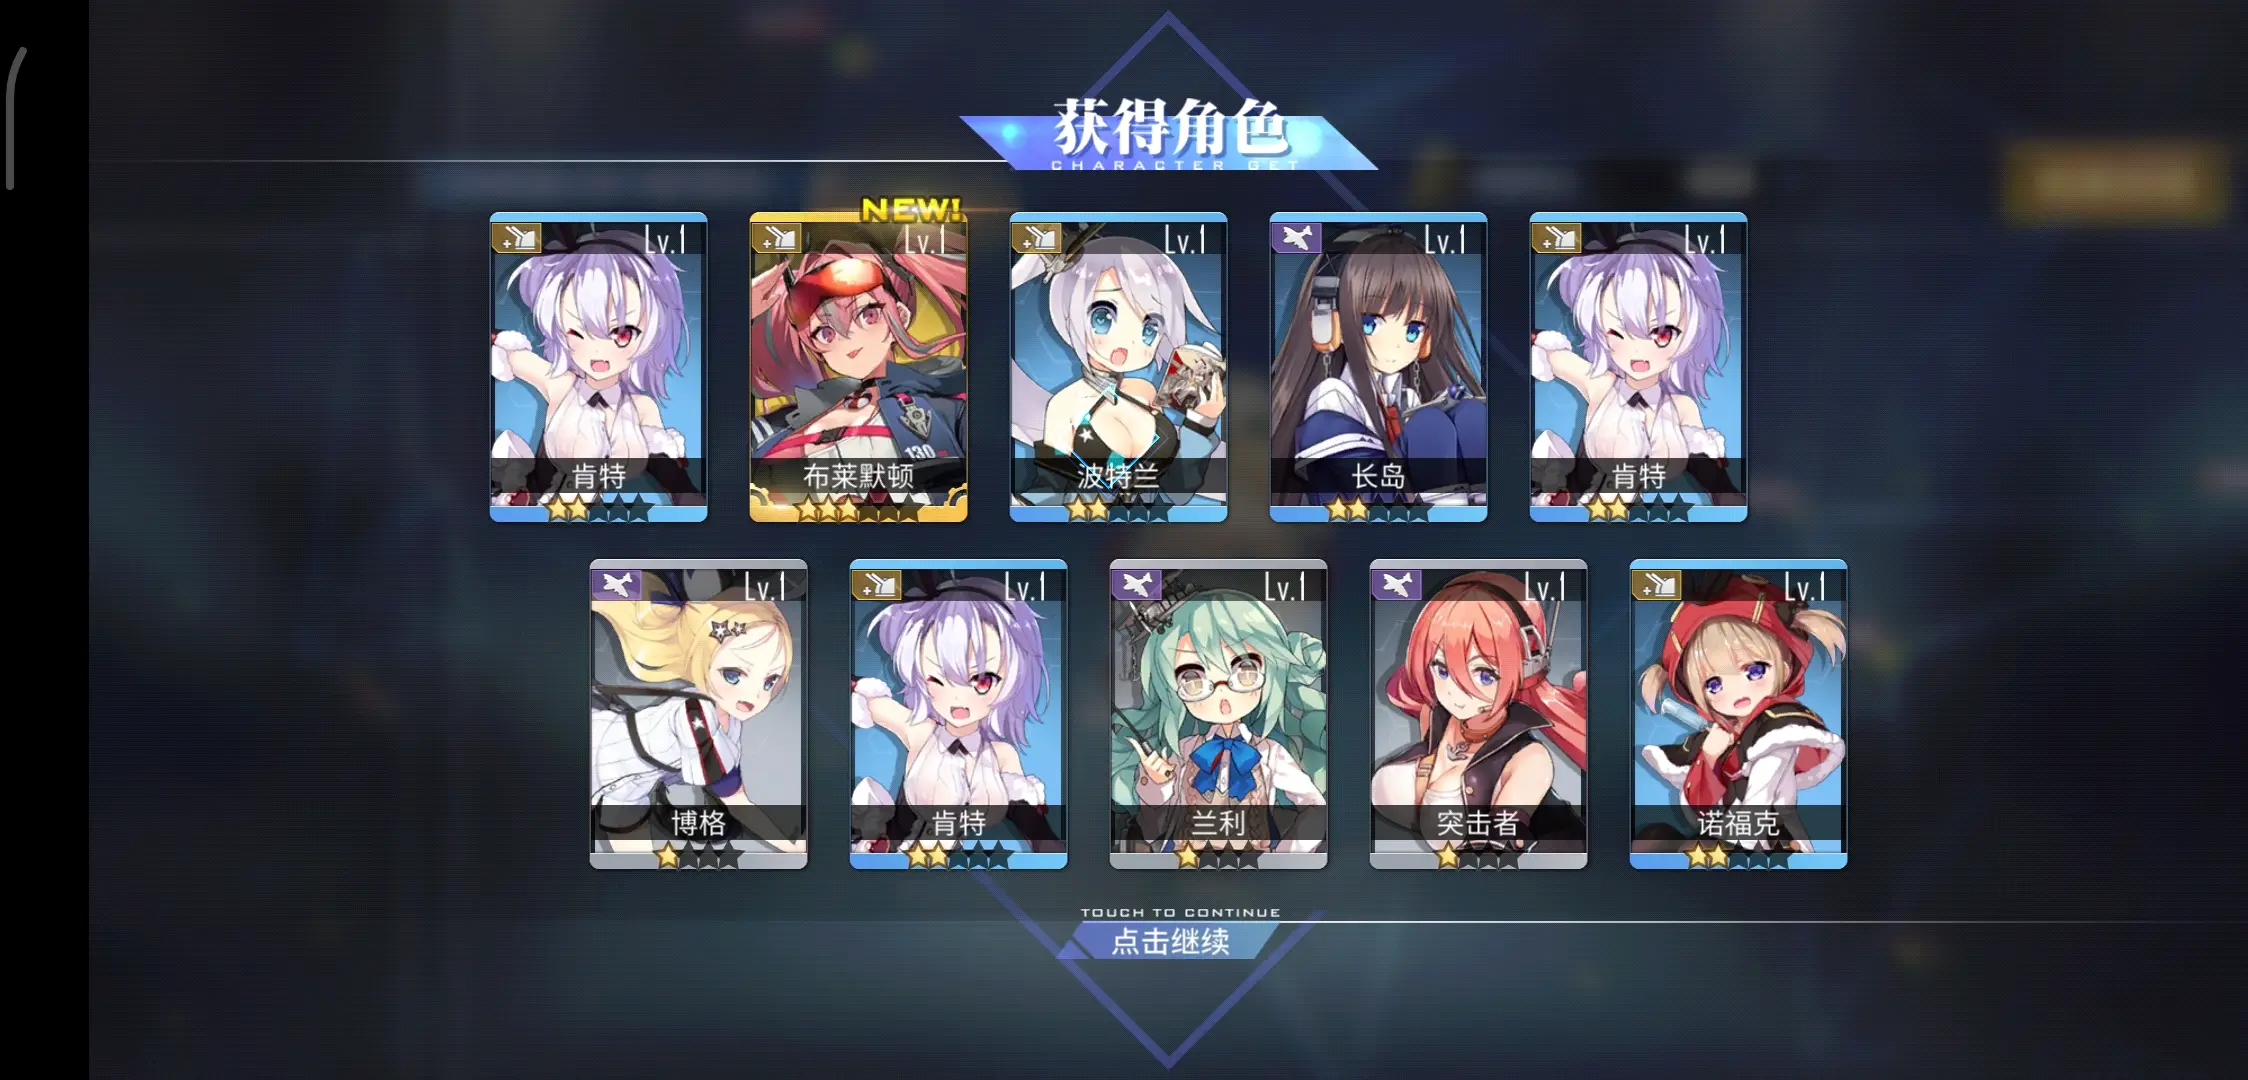 获得角色
CHARACTER GET
NEW!
Lv.1
Lv.1
Lv.1
Lv.1
Lv.1
130
肯特
布莱默顿
波特兰
长岛
肯特
Lv.1
Lv.1
Lv.1
Lv.1
Lv.1
博格
肯特
兰利
突击者
诺福克
TOUCH TO CONTINUE
点击继续